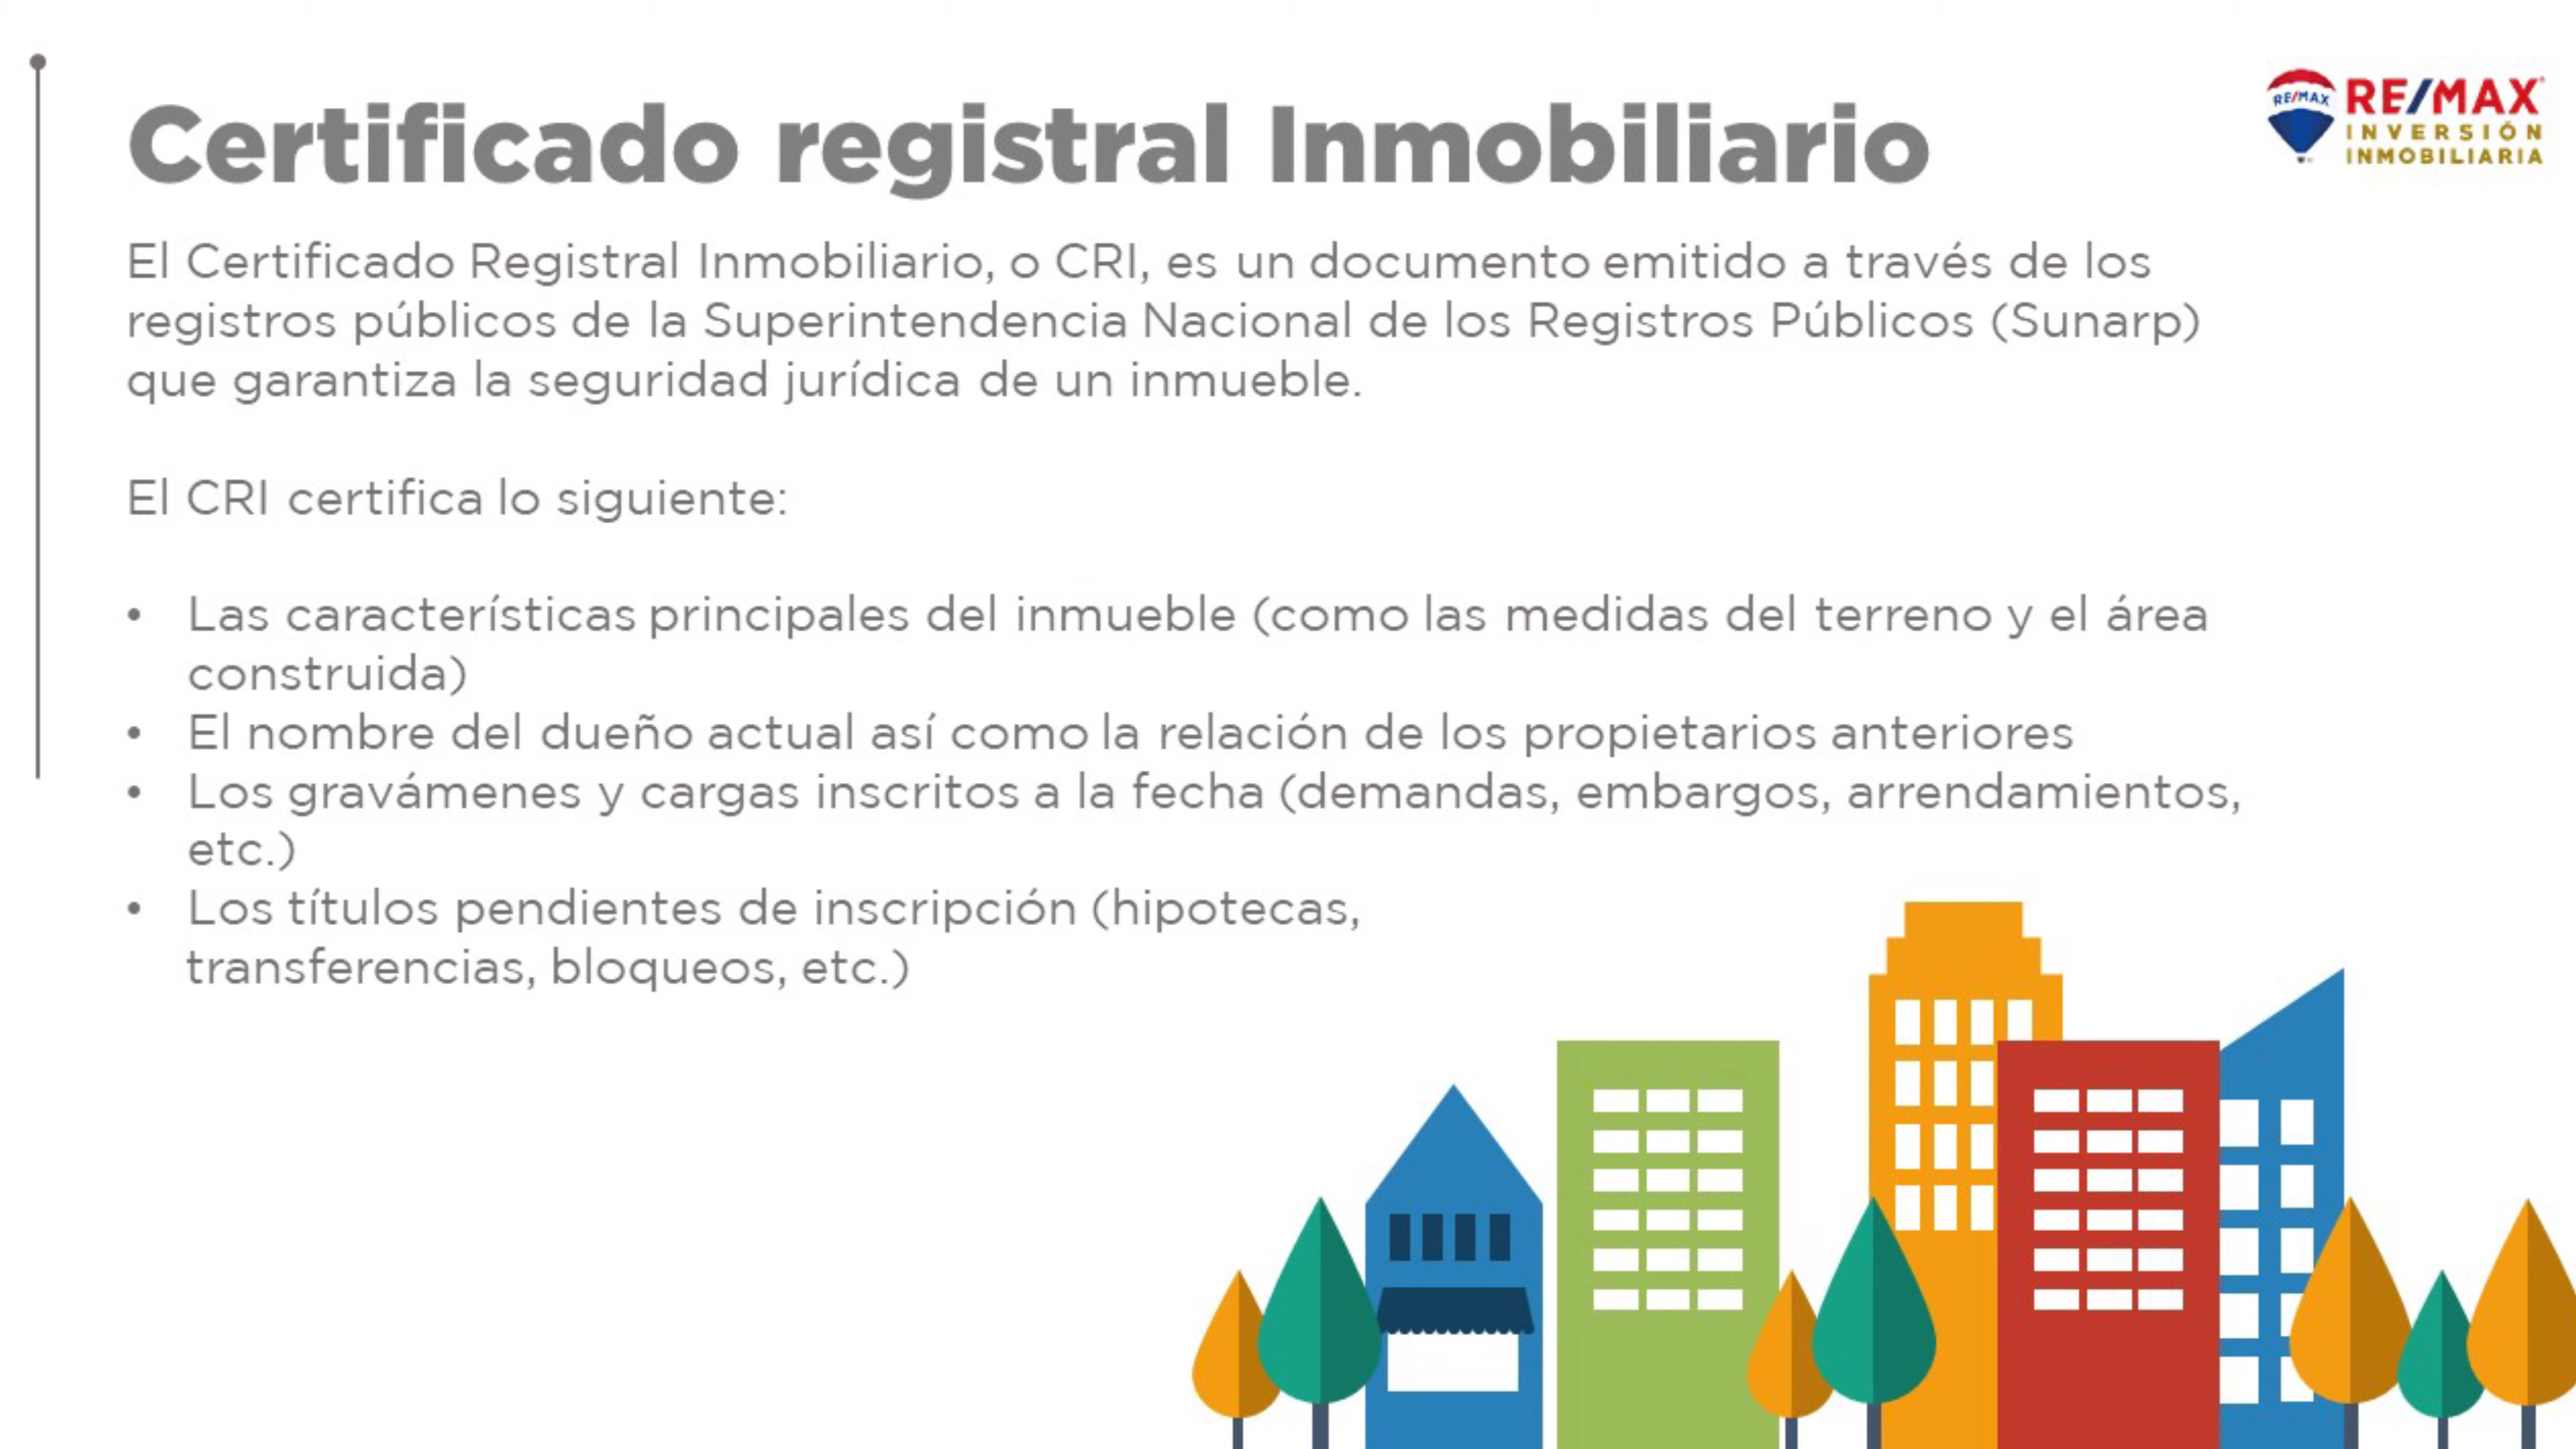 Certificado registral Inmobiliario
RE/MAX
RE/MAX
INVERSIÓN
INMOBILIARIA
El Certificado Registral Inmobiliario, o CRI, es un documento emitido a través de los
registros públicos de la Superintendencia Nacional de los Registros Públicos (Sunarp)
que garantiza la seguridad jurídica de un inmueble.
El CRI certifica lo siguiente:
• Las características principales del inmueble (como las medidas del terreno y el área
construida)
• El nombre del dueño actual así como la relación de los propietarios anteriores
• Los gravámenes y cargas inscritos a la fecha (demandas, embargos, arrendamientos,
etc.)
• Los títulos pendientes de inscripción (hipotecas,
transferencias, bloqueos, etc.)